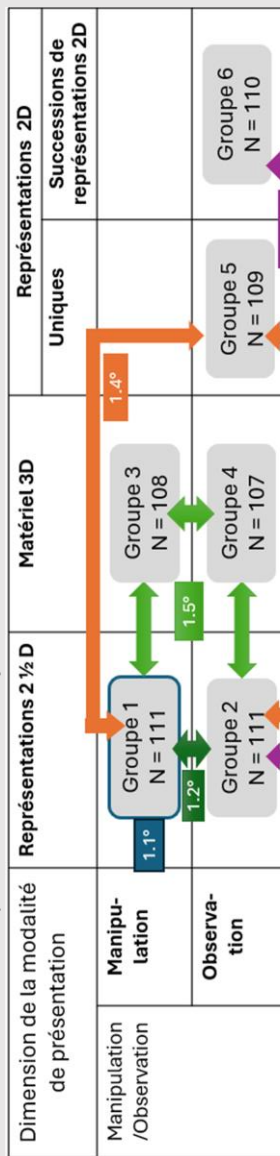 Dimension de la modalité
de présentation
Représentations 2 ½ D
Matériel 3D
Représentations 2D
Uniques
Successions de
représentations 2D
Manipulation
/Observation
Manipu-
lation
1.1°
Groupe 1
N = 111
Groupe 3
N = 108
1.4°
1.2°
1.5°
Observa-
tion
Groupe 2
N = 111
Groupe 4
N = 107
Groupe 5
N = 109
Groupe 6
N = 110